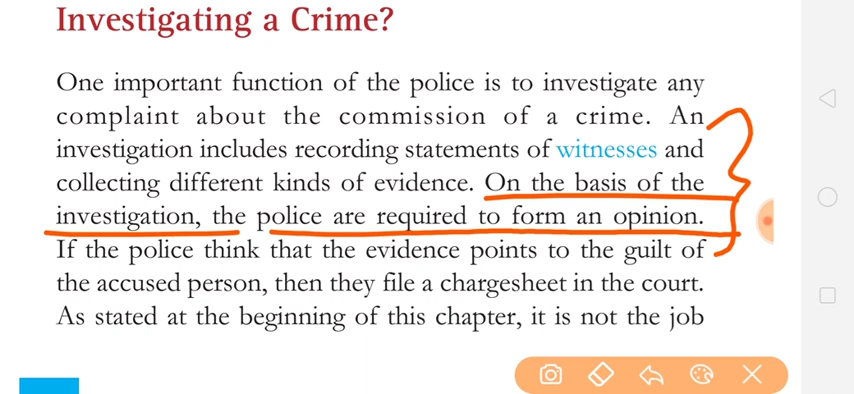 Investigating a Crime?
One important function of the police is to investigate any
complaint about the commission of a crime. An
investigation includes recording statements of witnesses and
collecting different kinds of evidence. On the basis of the
investigation, the police are required to form an opinion.
If the police think that the evidence points to the guilt of
the accused person, then they file a chargesheet in the court.
As stated at the beginning of this chapter, it is not the job